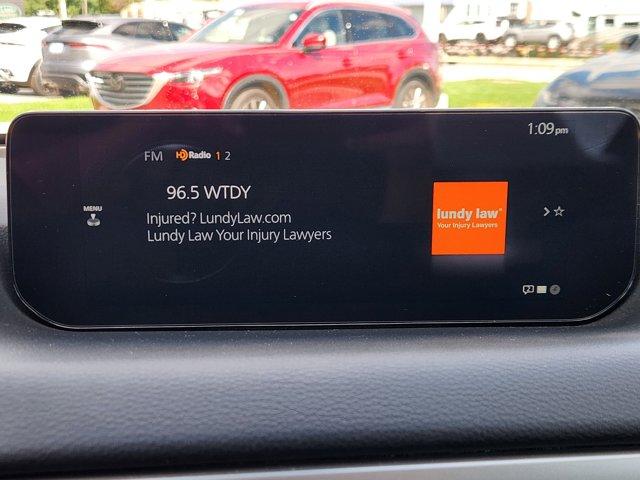 1:09pm
FM HD Radio 1 2
96.5 WTDY
MENU
Injured? LundyLaw.com
Lundy Law Your Injury Lawyers
lundy law®
Your Injury Lawyers
2